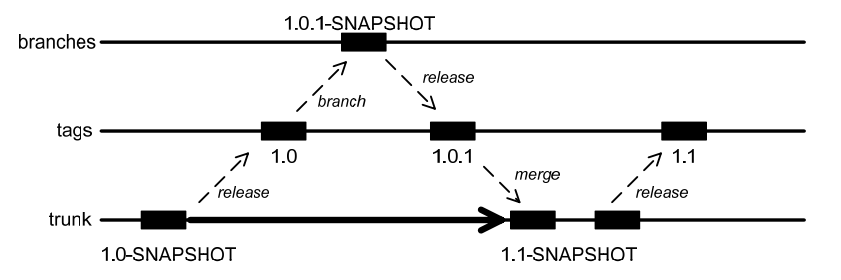 1.0.1-SNAPSHOT
branches
release
branch
tags
1.0
1.0.1
1.1
merge
release
release
trunk
1.0-SNAPSHOT
1.1-SNAPSHOT